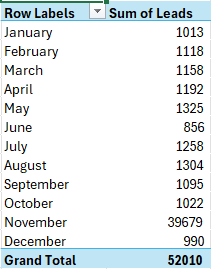 Row Labels Sum of Leads
January 1013
February 1118
March 1158
April 1192
May 1325
June 856
July 1258
August 1304
September 1095
October 1022
November 39679
December 990
Grand Total 52010